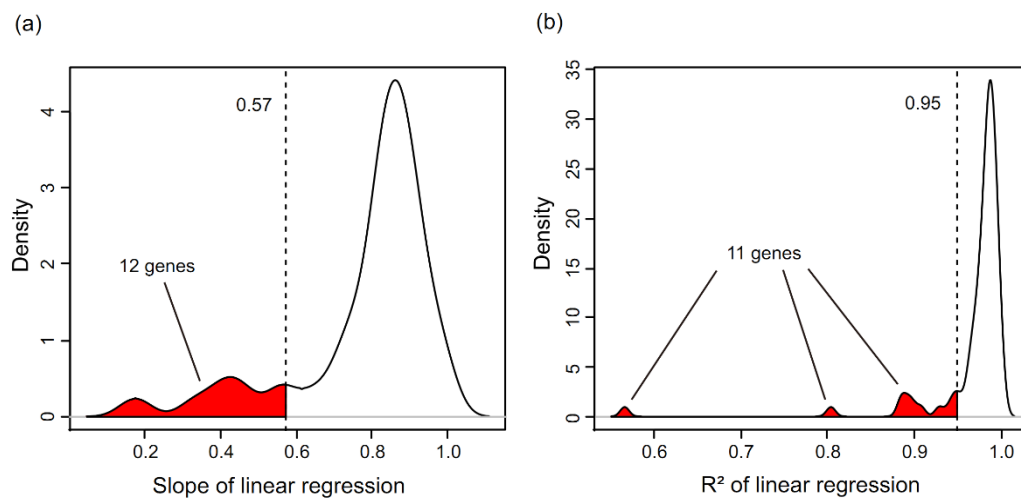 (a)
0.57
12 genes
Density
0
1
2
3
4
0.2 0.4 0.6 0.8 1.0
Slope of linear regression
(b)
0.95
11 genes
Density
0
5
10
15
20
25
30
35
0.6 0.7 0.8 0.9 1.0
R² of linear regression